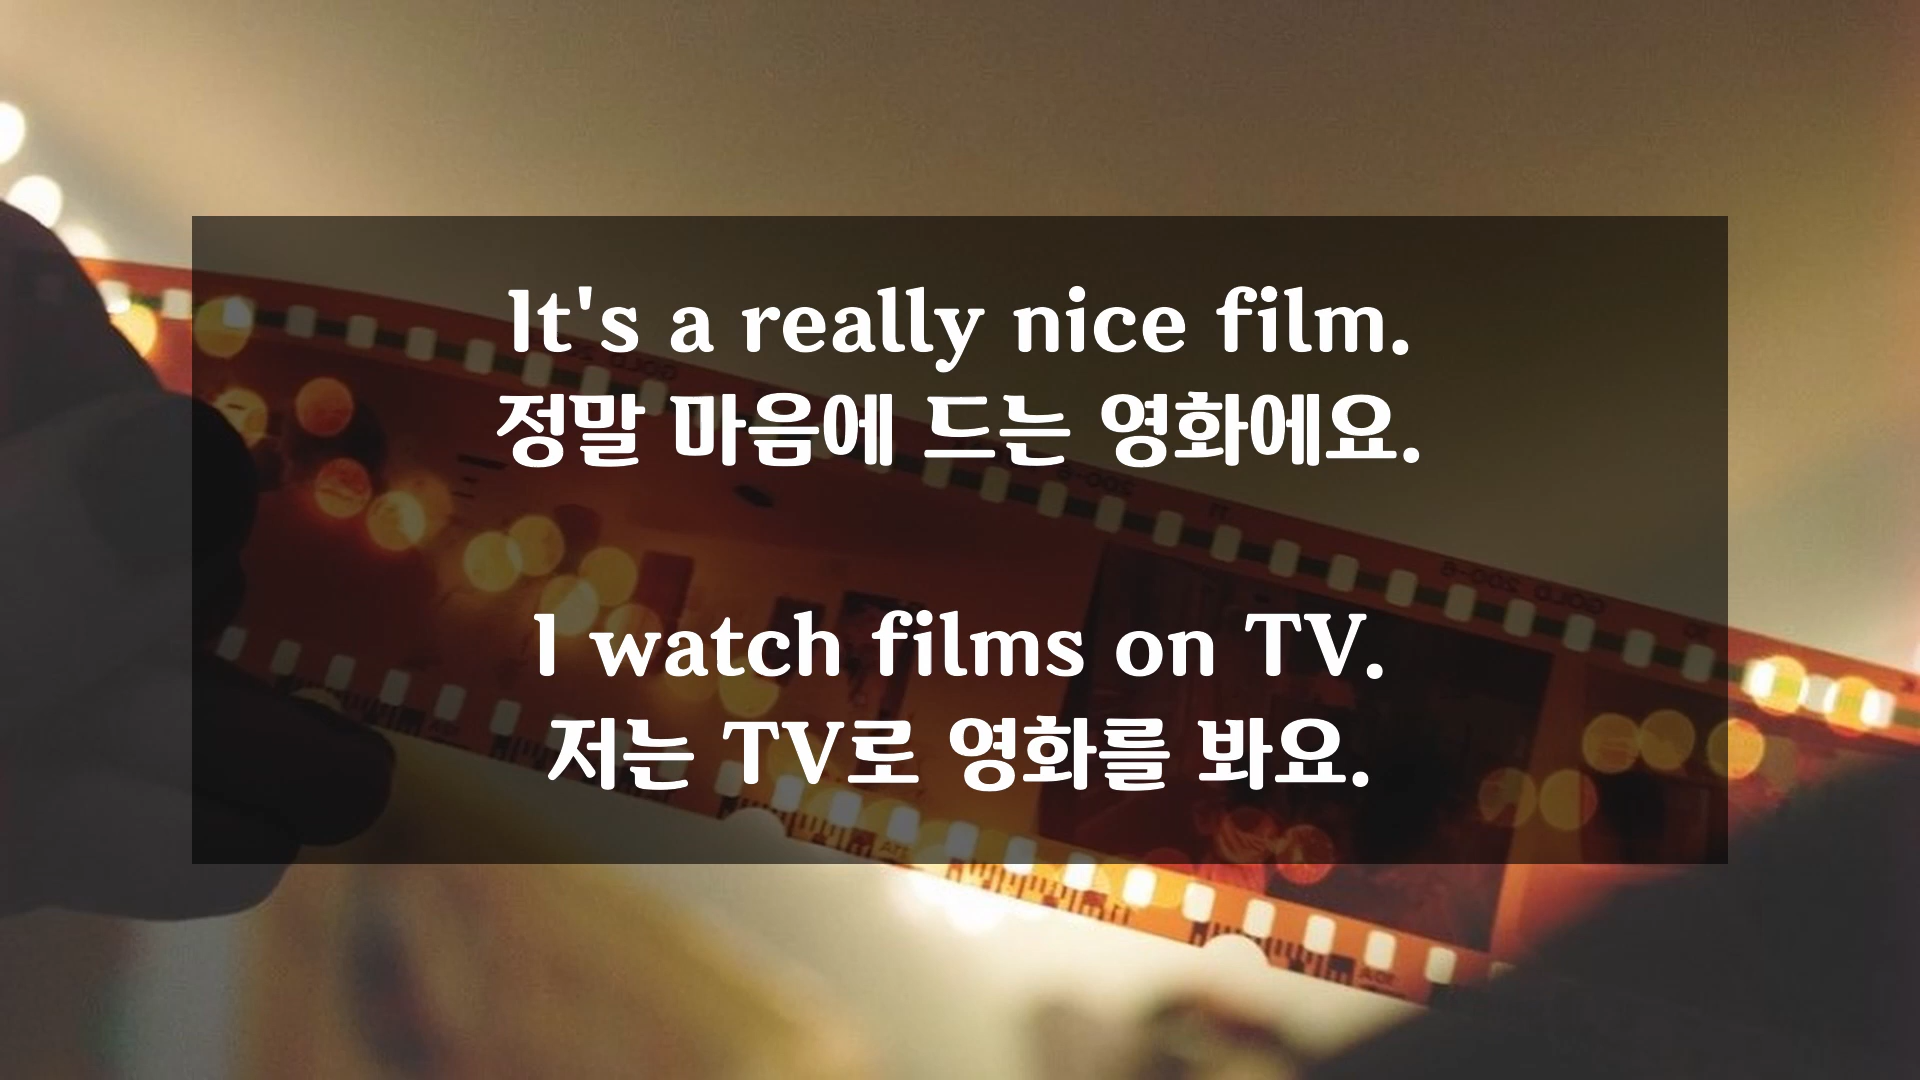 It's a really nice film.
정말 마음에 드는 영화에요.
I watch films on TV.
저는 TV로 영화를 봐요.